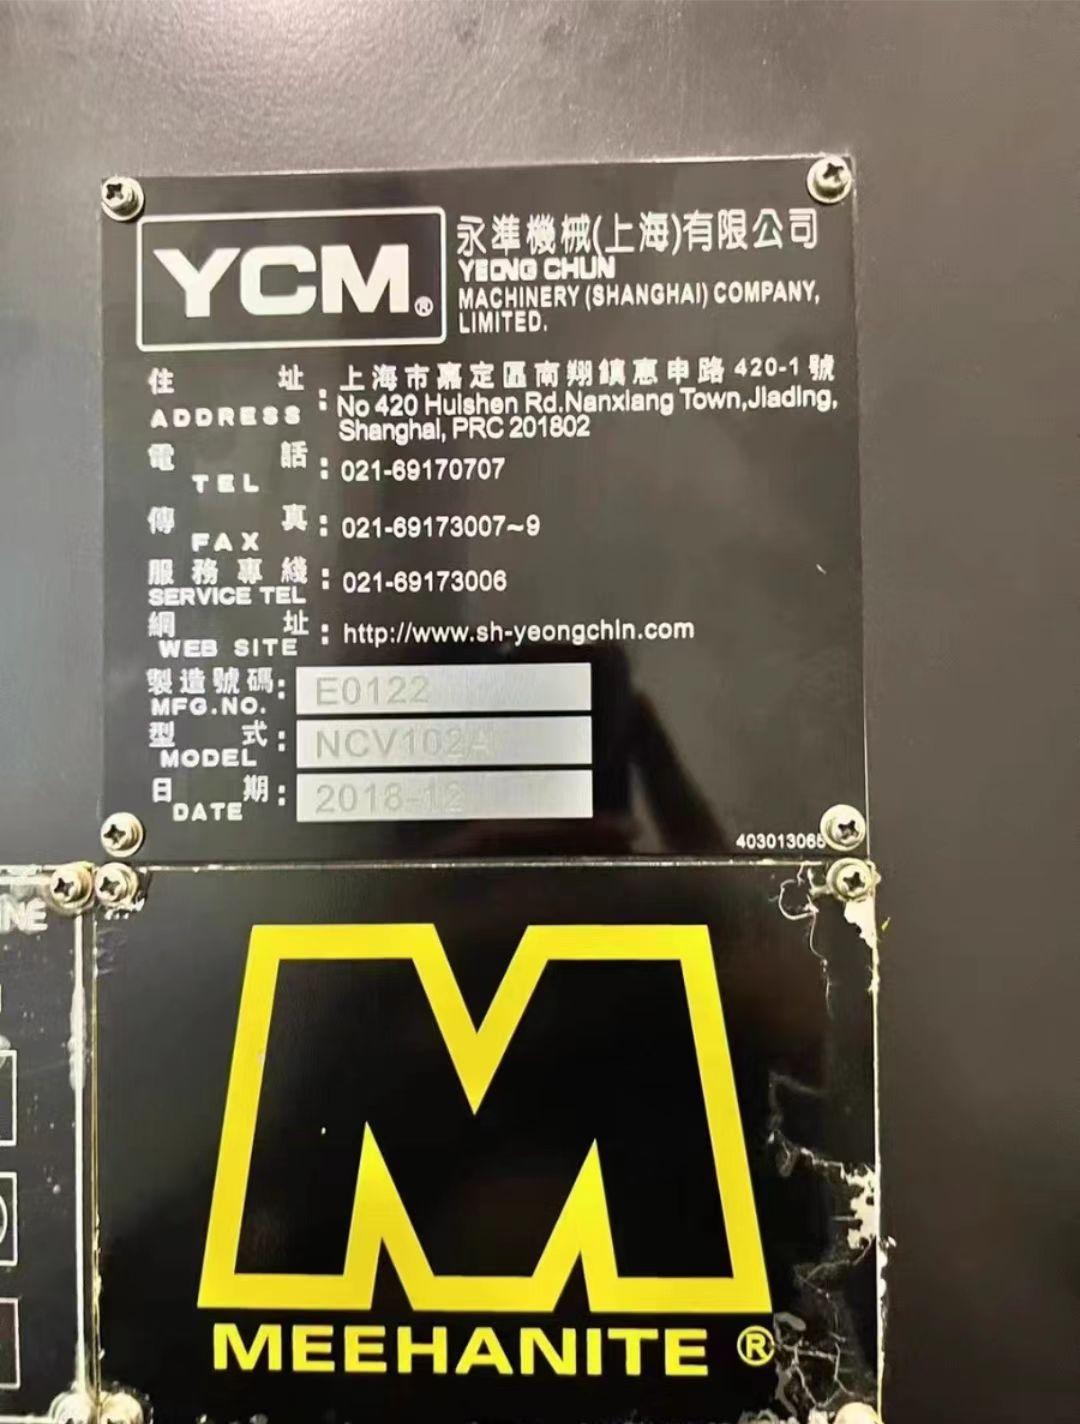 YCM®
永準機械(上海)有限公司
YEONG CHUN
MACHINERY (SHANGHAI) COMPANY,
LIMITED.
住 址 : 上海市嘉定區南翔鎮惠申路 420-1 號
ADDRESS No 420 Huishen Rd.Nanxiang Town,Jiading,
Shanghai, PRC 201802
電 話 : 021-69170707
TEL
傳 真 : 021-69173007~9
FAX
服務專綫 : 021-69173006
SERVICE TEL
網 址 : http://www.sh-yeongchin.com
WEB SITE
製造號碼: E0122
MFG.NO.
型 式 : NCV102A
MODEL
日 期 : 2018-12
DATE
403013065
INE
MEEHANITE ®